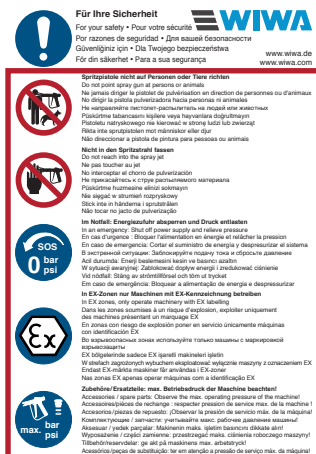 Für Ihre Sicherheit
For your safety • Pour votre sécurité
Por razones de seguridad • Для вашей безопасности
Güvenliğiniz için • Dla Twojego bezpieczeństwa
För din säkerhet • Para a sua segurança
WIWA
www.wiwa.de
www.wiwa.com
Spritzpistole nicht auf Personen oder Tiere richten
Do not point spray gun at persons or animals
Ne jamais diriger le pistolet de pulvérisation en direction de personnes ou d'animaux
No dirigir la pistola pulverizadora hacia personas ni animales
Не направляйте пистолет-распылитель на людей или животных
Püskürtme tabancasını kişilere veya hayvanlara doğrultmayın
Pistoletu natryskowego nie kierować w stronę ludzi lub zwierząt
Rikta inte sprutpistolen mot människor eller djur
Não direccionar a pistola de pintura para pessoas ou animais
Nicht in den Spritzstrahl fassen
Do not reach into the spray jet
Ne pas toucher au jet
No interceptar el chorro de pulverización
Не прикасайтесь к струе распыляемого материала
Püskürtme huzmesine elinizi sokmayın
Nie sięgać w strumień rozpryskowy
Stick inte in händerna i sprutstrålen
Não tocar no jacto de pulverização
SOS
0 bar
psi
Im Notfall: Energiezufuhr absperren und Druck entlasten
In an emergency: Shut off power supply and relieve pressure
En cas d'urgence : Bloquer l'alimentation en énergie et relâcher la pression
En caso de emergencia: Cortar el suministro de energía y despresurizar el sistema
В экстренной ситуации: Заблокируйте подачу тока и сбросьте давление
Acil durumda: Enerji beslemesini kesin ve basıncı azaltın
W sytuacji awaryjnej: Zablokować dopływ energii i zredukować ciśnienie
Vid nödfall: Stäng av strömtillförsel och töm ut trycket
Em caso de emergência: Bloquear a alimentação de energia e despressurizar
Ex
In EX-Zonen nur Maschinen mit EX-Kennzeichnung betreiben
In EX zones, only operate machinery with EX labelling
Dans les zones soumises à un risque d'explosion, exploiter uniquement
des machines présentant un marquage EX
En zonas con riesgo de explosión poner en servicio únicamente máquinas
con identificación EX
Во взрывоопасных зонах используйте только машины с маркировкой
взрывозащиты
EX bölgelerinde sadece EX işaretli makineleri işletin
W strefach zagrożonych wybuchem eksploatować wyłącznie maszyny z oznaczeniem EX
Endast EX-märkta maskiner får användas i EX-zoner
Nas zonas EX apenas operar máquinas com a identificação EX
max. bar
psi
Zubehöre/Ersatzteile: max. Betriebsdruck der Maschine beachten!
Accessories / spare parts: Observe the max. operating pressure of the machine!
Accessoires/pièces de rechange : respecter pression de service max. de la machine !
Accesorios/piezas de repuesto: ¡Observar la presión de servicio máx. de la máquina!
Комплектующие / запчасти: учитывайте макс. рабочее давление машины!
Aksesuar / yedek parçalar: Makinenin maks. işletim basıncını dikkate alın!
Wyposażenie / części zamienne: przestrzegać maks. ciśnienia roboczego maszyny!
Tillbehör/reservdelar: ge akt på maskinens max. arbetstryck!
Acessórios/peças de substituição: ter em atenção a pressão de serviço máx. da máquina!